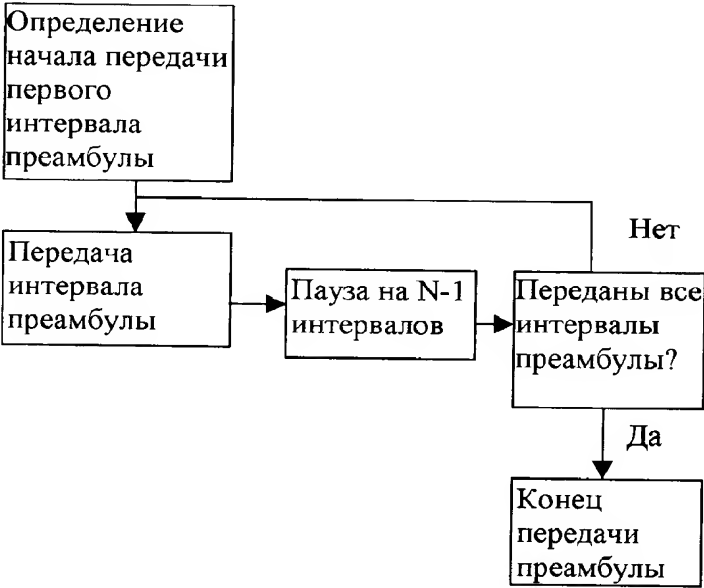 Определение
начала передачи
первого
интервала
преамбулы
Нет
Передача
интервала
преамбулы
Пауза на N-1
интервалов
Переданы все
интервалы
преамбулы?
Да
Конец
передачи
преамбулы